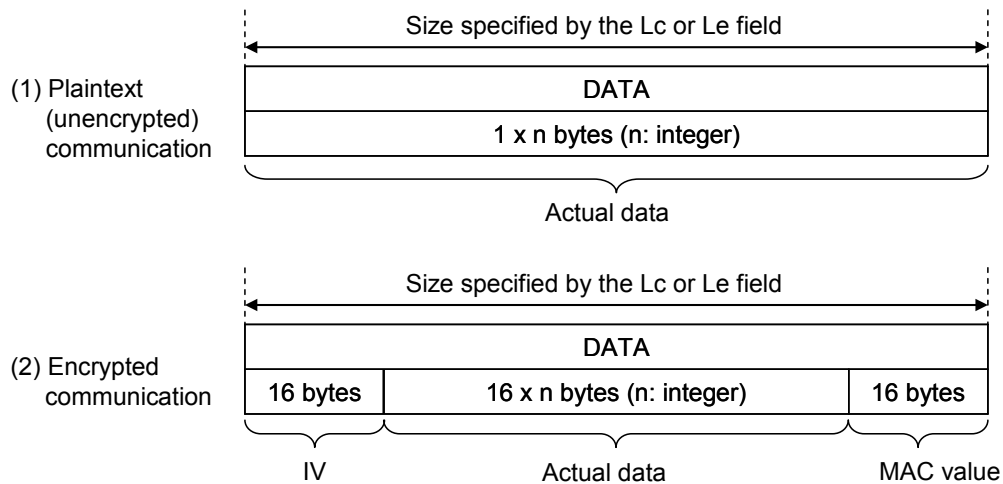 Size specified by the Lc or Le field
(1) Plaintext
(unencrypted)
communication
DATA
1 x n bytes (n: integer)
Actual data
Size specified by the Lc or Le field
(2) Encrypted
communication
DATA
16 bytes 16 x n bytes (n: integer) 16 bytes
IV Actual data MAC value